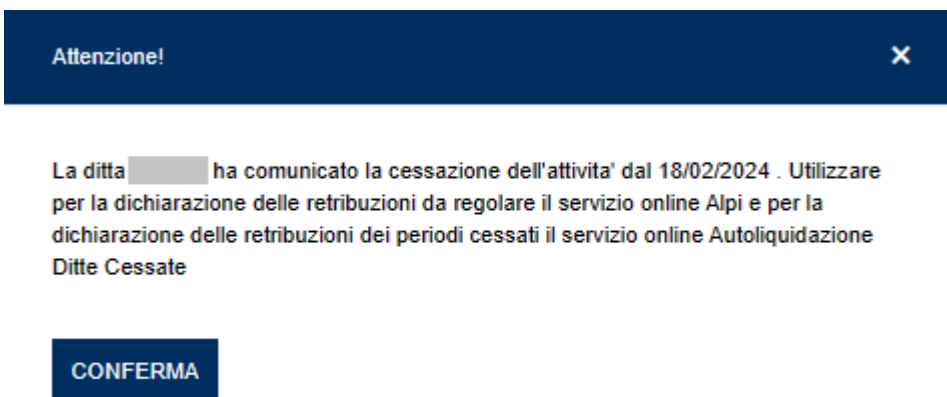 Attenzione!
×
La ditta ha comunicato la cessazione dell'attivita' dal 18/02/2024 . Utilizzare
per la dichiarazione delle retribuzioni da regolare il servizio online Alpi e per la
dichiarazione delle retribuzioni dei periodi cessati il servizio online Autoliquidazione
Ditte Cessate
CONFERMA